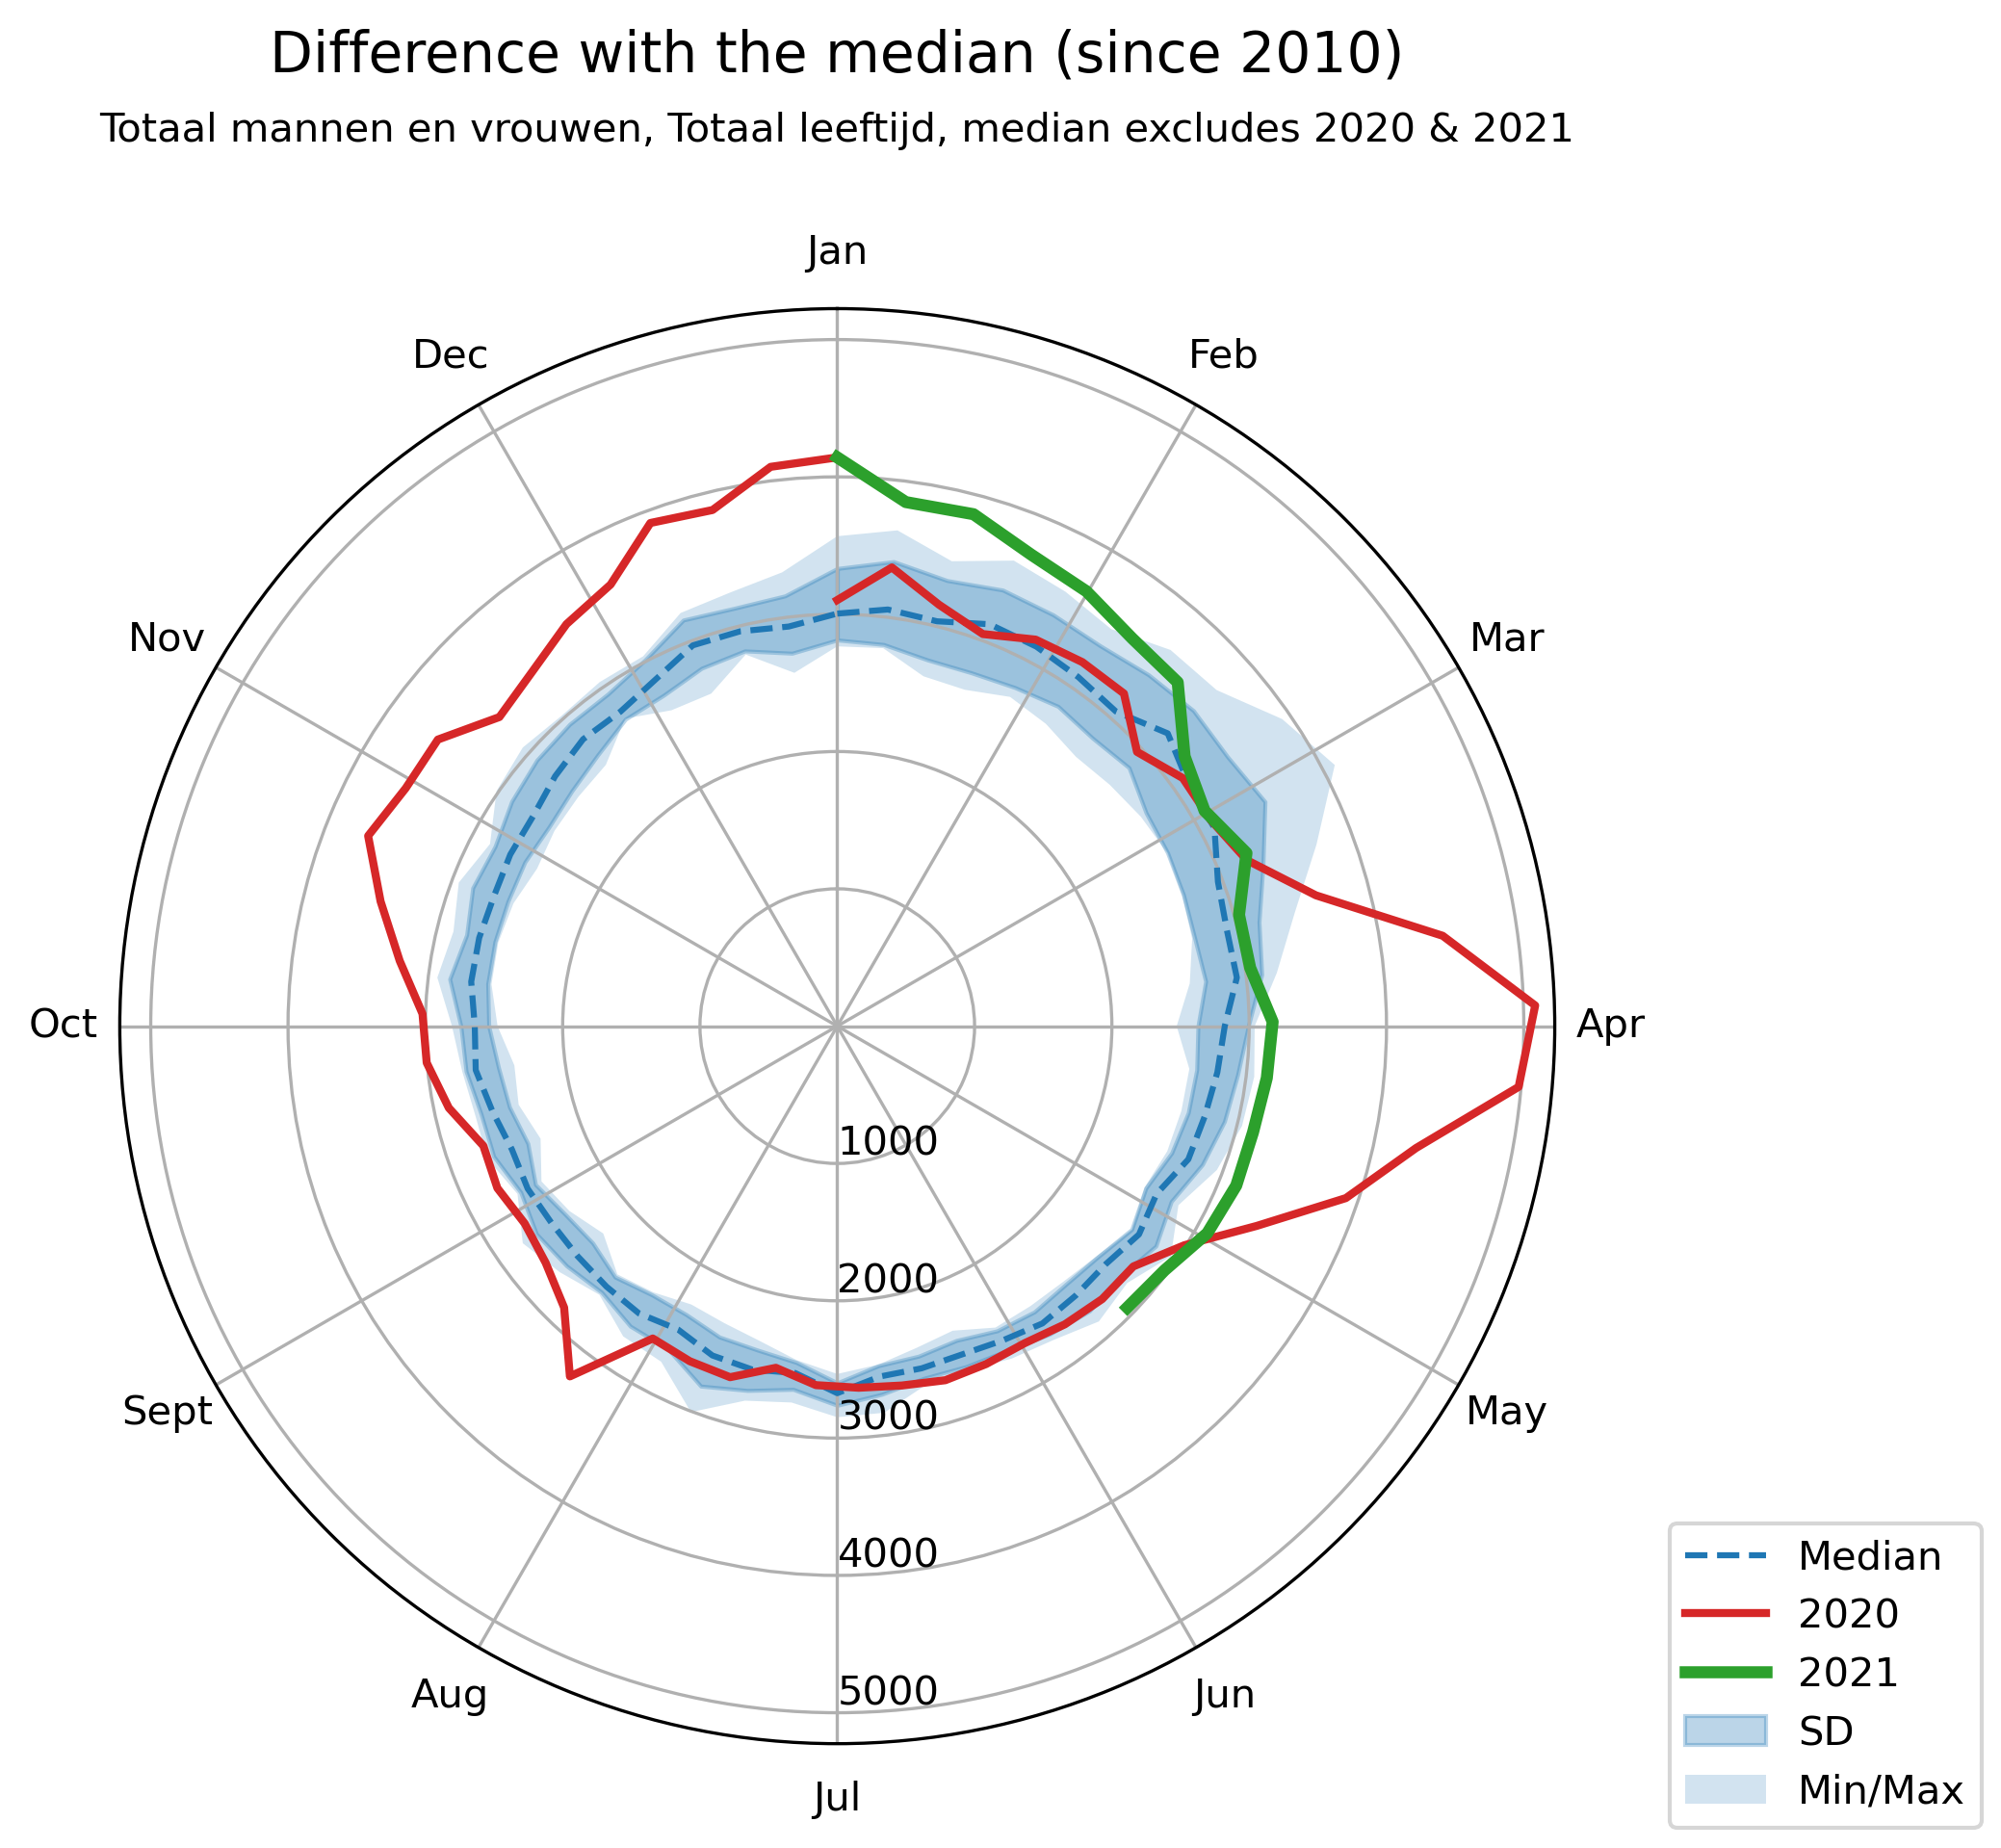 Difference with the median (since 2010)
Totaal mannen en vrouwen, Totaal leeftijd, median excludes 2020 & 2021
Jan
Dec
Feb
Nov
Mar
Oct
Apr
1000
2000
Sept
3000
May
4000
Aug
5000
Jun
Jul
Median
2020
2021
SD
Min/Max